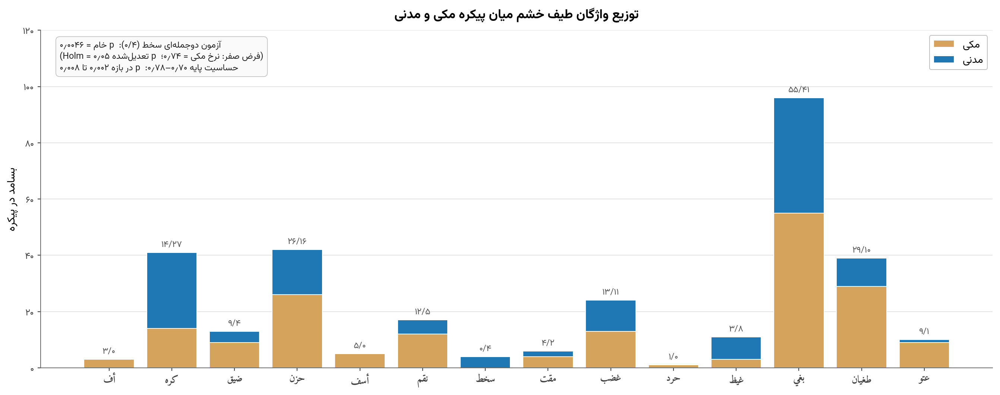 توزیع واژگان طیف خشم میان پیکره مکی و مدنی
آزمون دوجمله‌ای سخط (۰/۴): p خام = ۰٫۰۰۴۶
(فرض صفر: نرخ مکی = ۰٫۷۴؛ p تعدیل‌شده Holm = ۰٫۰۵)
حساسیت پایه ۰٫۷۰–۰٫۷۸: p در بازه ۰٫۰۰۲ تا ۰٫۰۰۸
مکی
مدنی
بسامد در پیکره
۱۲۰
۱۰۰
۸۰
۶۰
۴۰
۲۰
۰
۳/۰
۱۴/۲۷
۹/۴
۲۶/۱۶
۵/۰
۱۲/۵
۰/۴
۴/۲
۱۳/۱۱
۱/۰
۳/۸
۵۵/۴۱
۲۹/۱۰
۹/۱
أف
كره
ضيق
حزن
أسف
نقم
سخط
مقت
غضب
حرد
غيظ
بغي
طغيان
عتو